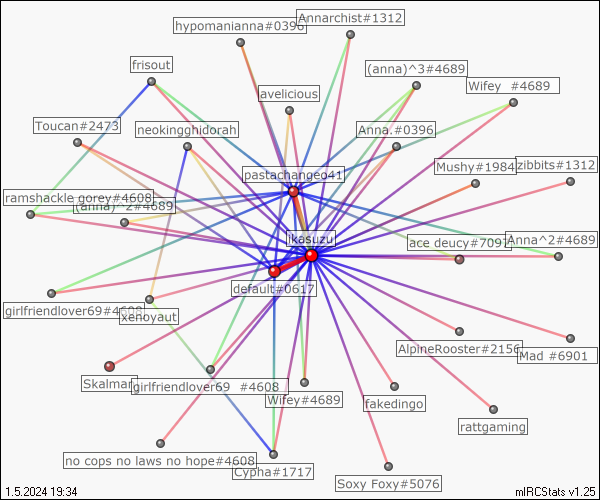 hypomanianna#0396
Annarchist#1312
frisout
(anna)^3#4689
Wifey #4689
avelicious
Toucan#2473
neokingghidorah
Anna.#0396
pastachangeo41
Mushy#1984
zibbits#1312
ramshackle gorey#4608
(anna)^2#4689
ikasuzu
ace deucy#7097
Anna^2#4689
default#0617
girlfriendlover69#4608
xenoyaut
AlpineRooster#2156
Mad #6901
Skalmar
girlfriendlover69 #4608
Wifey#4689
fakedingo
rattgaming
no cops no laws no hope#4608
Cypha#1717
Soxy Foxy#5076
1.5.2024 19:34
mIRCStats v1.25